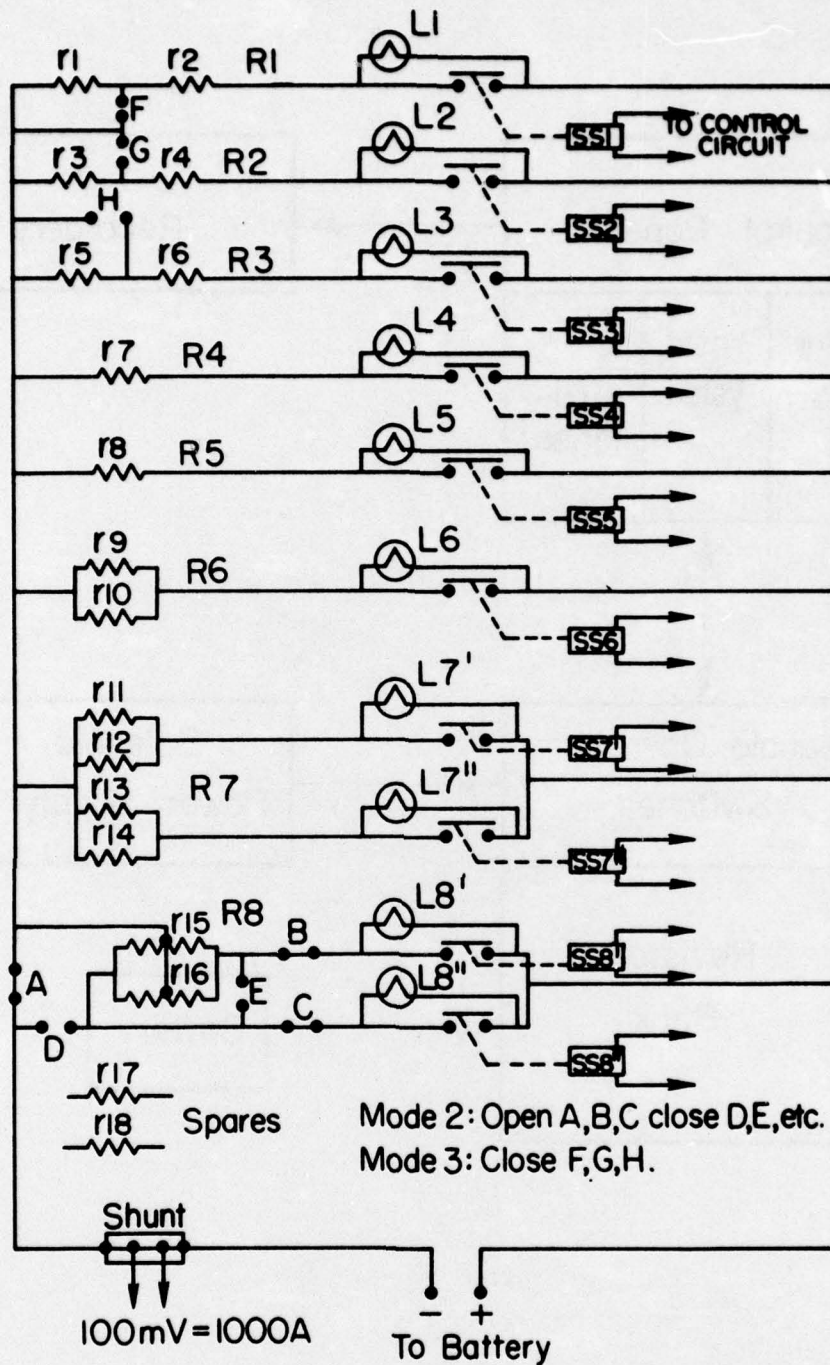 L1
r1 r2 R1
F
L2
SS1 TO CONTROL
CIRCUIT
G
r3 r4 R2
H
L3
SS2
r5 r6 R3
L4
SS3
r7 R4
SS4
L5
r8 R5
SS5
L6
r9 R6
r10
SS6
L7'
r11
r12
SS7'
r13 R7 L7"
r14
SS7"
L8'
r15 R8 B
SS8'
r16 L8"
A E C
D
SS8"
r17
r18 Spares
Mode 2: Open A,B,C close D,E,etc.
Mode 3: Close F,G,H.
Shunt
- +
100mV=1000A
To Battery